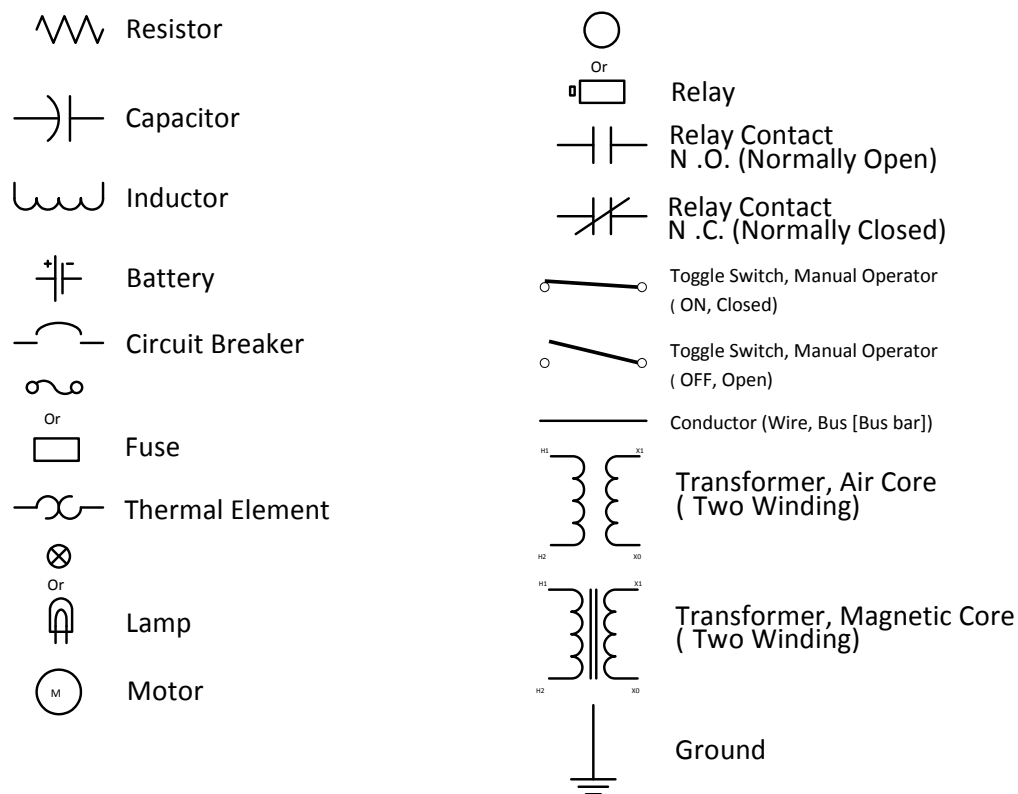 Resistor
Capacitor
Inductor
+ -
Battery
Circuit Breaker
Or
Fuse
Thermal Element
Or
Lamp
M
Motor
Or
Relay
Relay Contact
N .O. (Normally Open)
Relay Contact
N .C. (Normally Closed)
Toggle Switch, Manual Operator
( ON, Closed)
Toggle Switch, Manual Operator
( OFF, Open)
Conductor (Wire, Bus [Bus bar])
H1 X1
Transformer, Air Core
( Two Winding)
H2 X0
H1 X1
Transformer, Magnetic Core
( Two Winding)
H2 X0
Ground